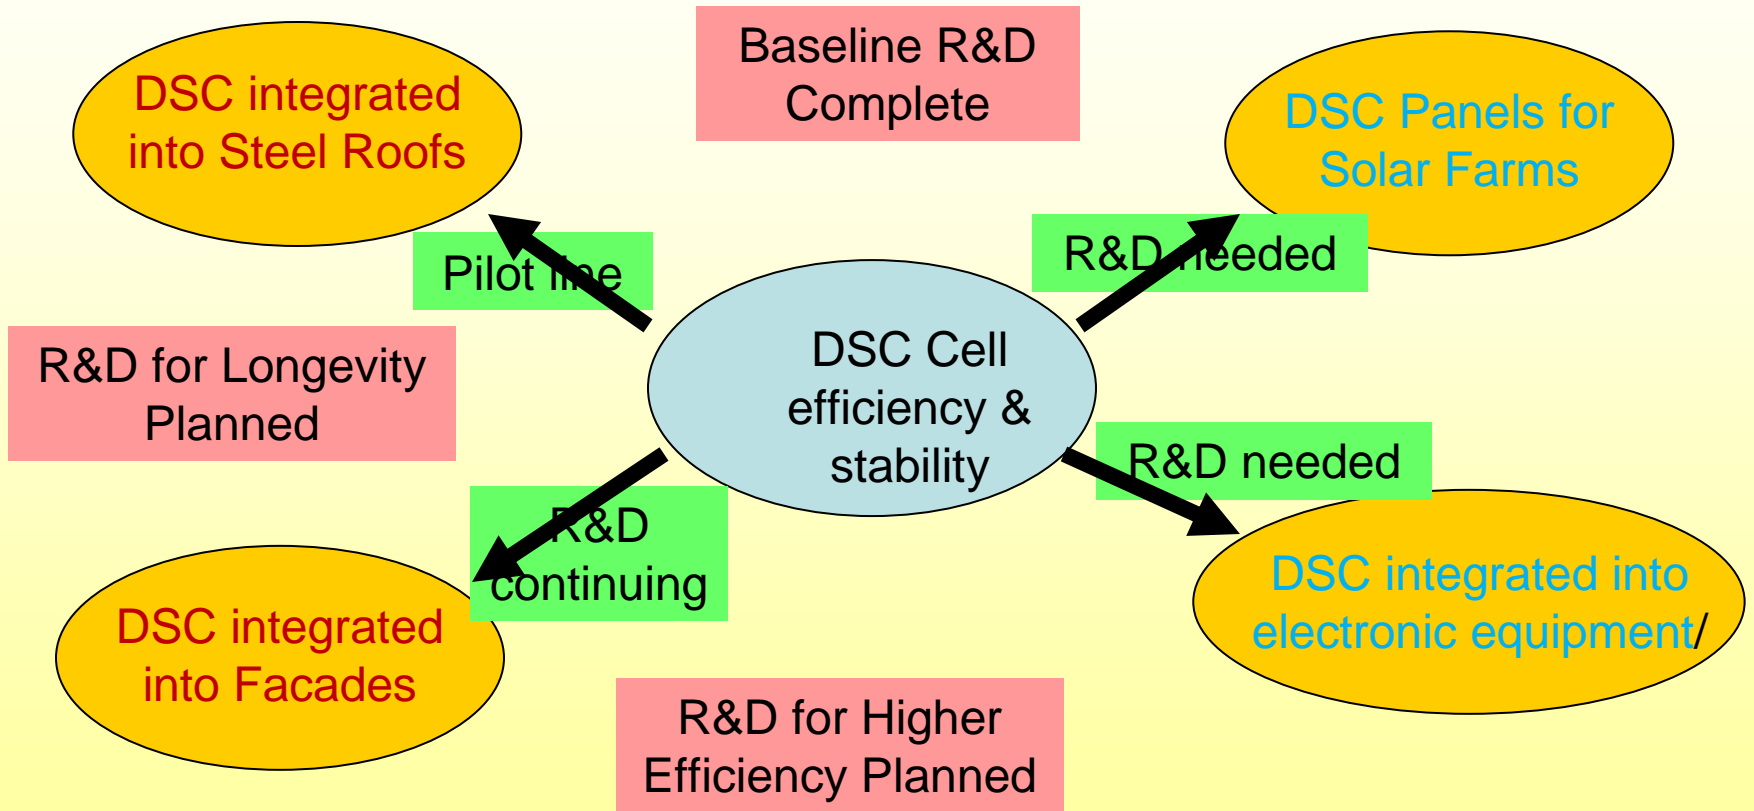 Baseline R&D
Complete
DSC integrated
into Steel Roofs
DSC Panels for
Solar Farms
Pilot line
R&D needed
R&D for Longevity
Planned
DSC Cell
efficiency &
stability
R&D needed
R&D
continuing
DSC integrated
into Facades
DSC integrated into
electronic equipment/
R&D for Higher
Efficiency Planned